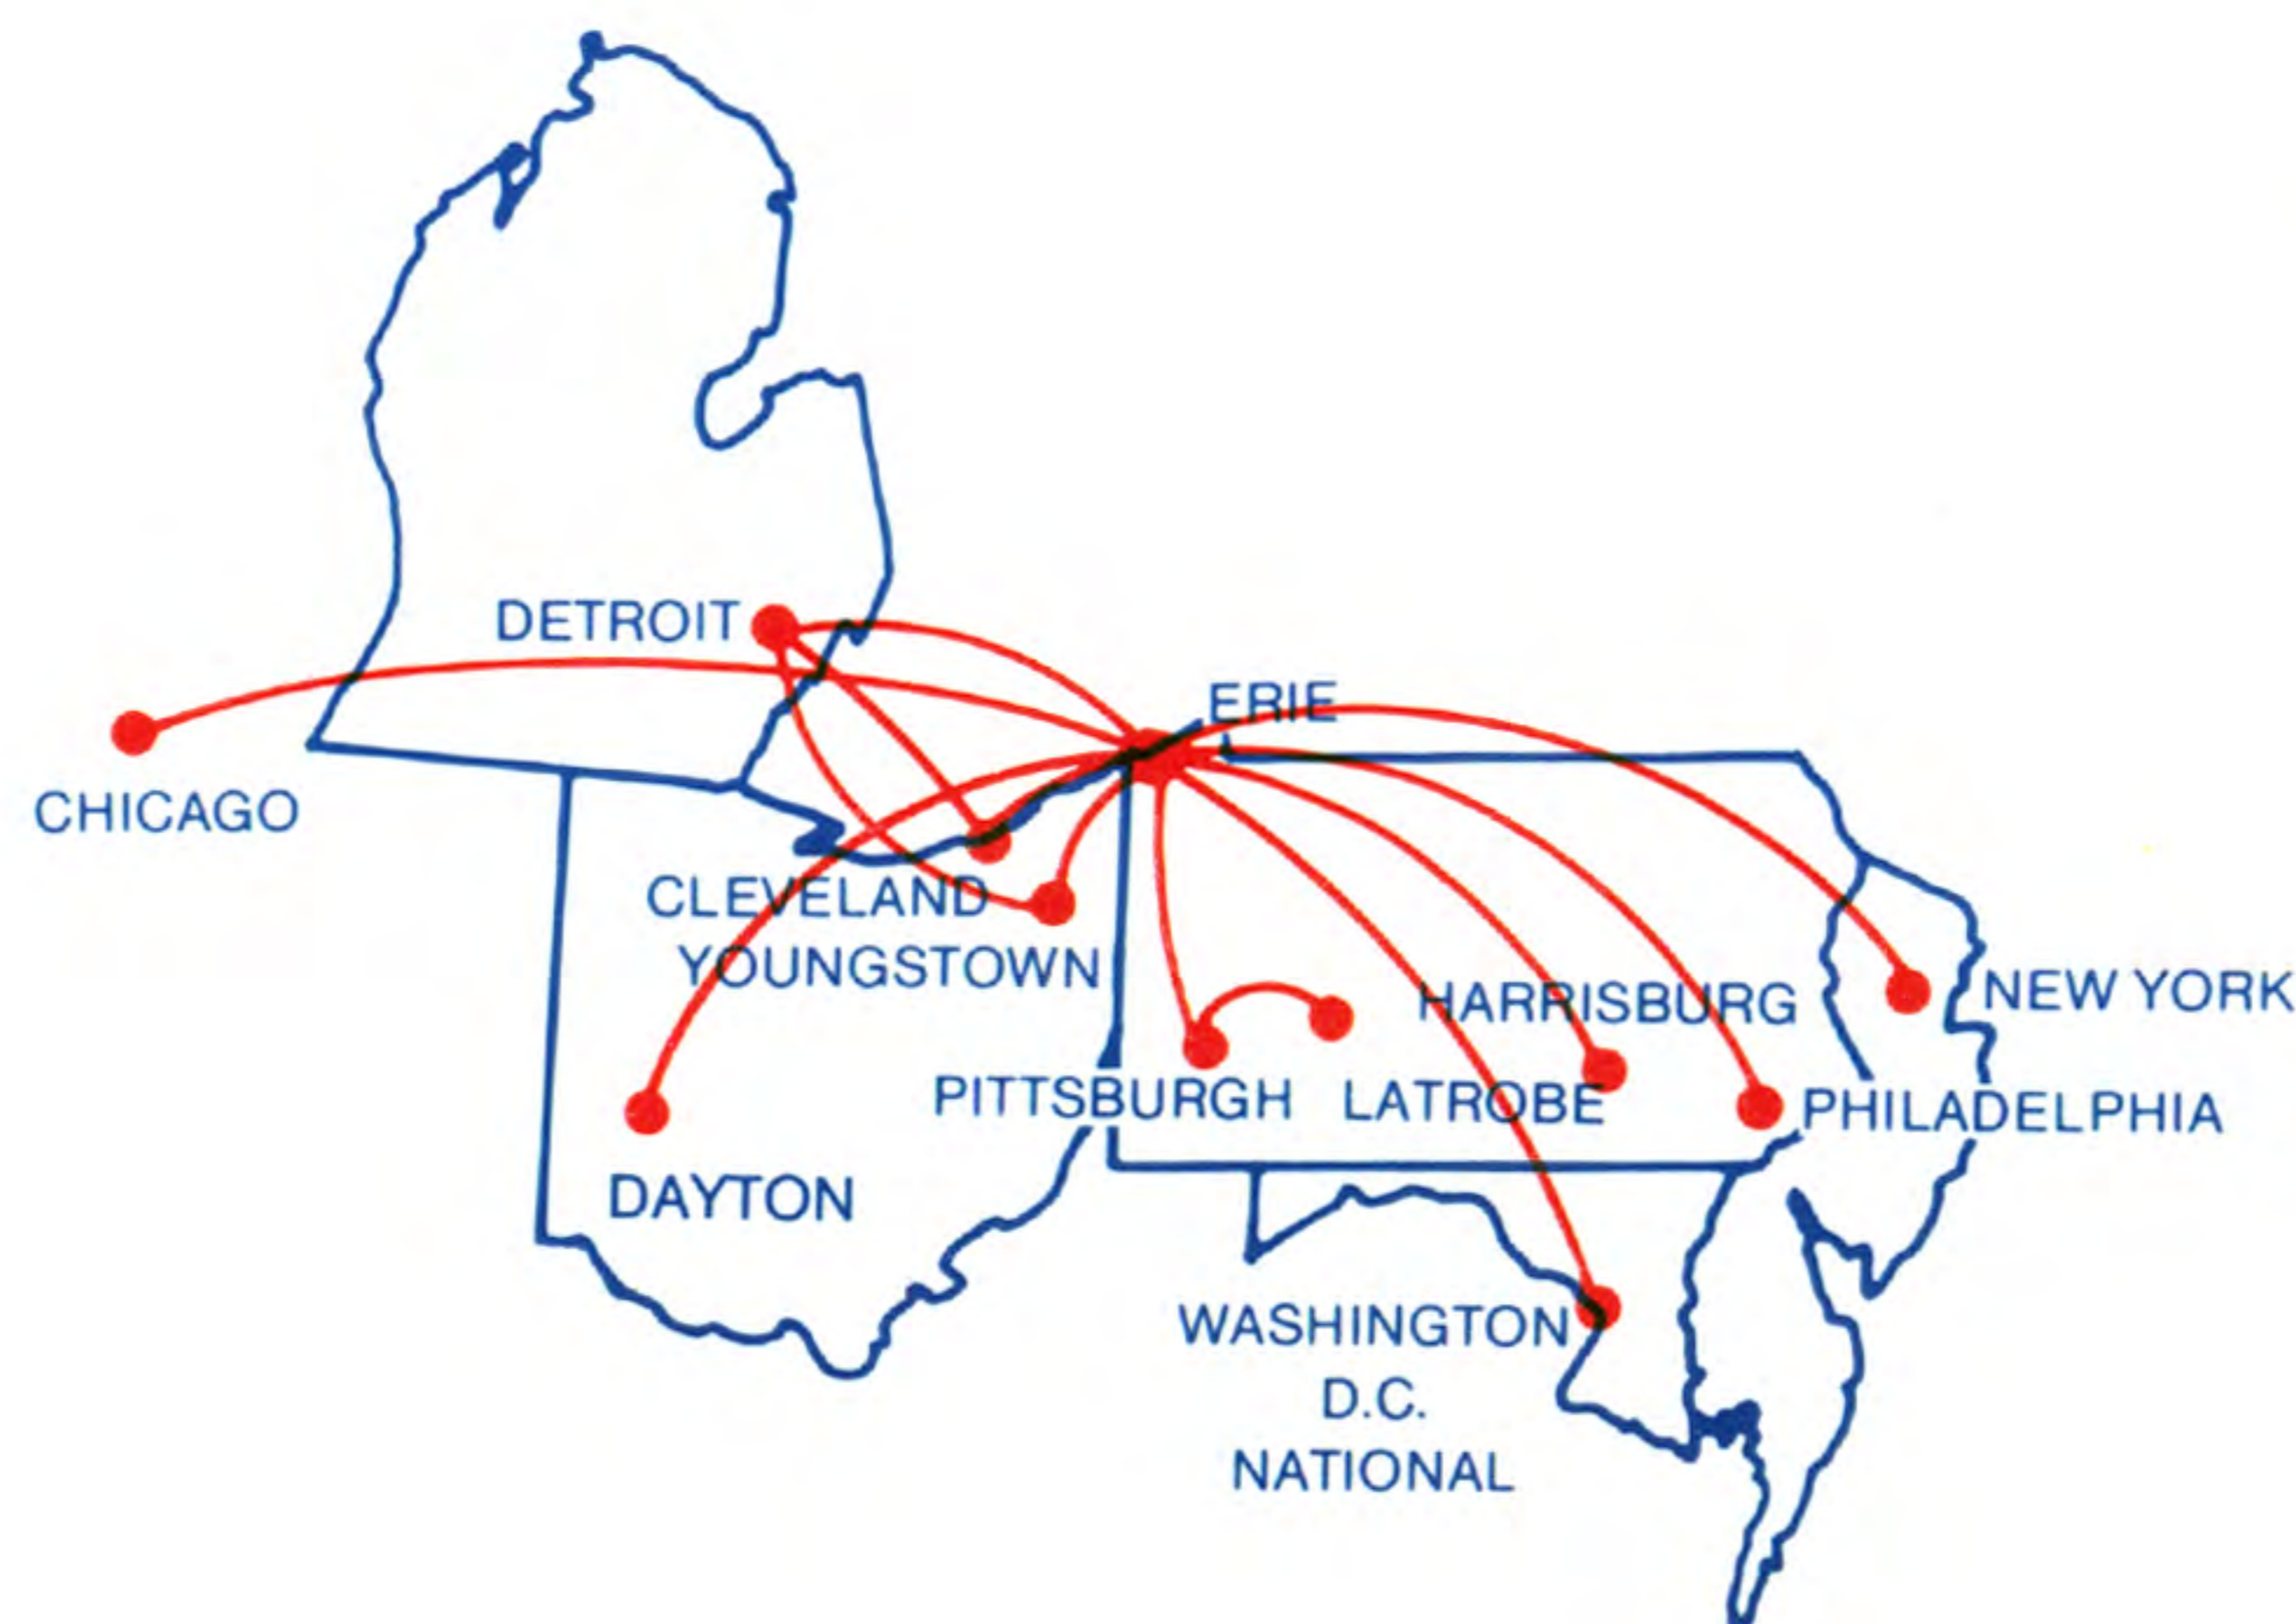 DETROIT
ERIE
CHICAGO
CLEVELAND
YOUNGSTOWN
HARRISBURG
NEW YORK
PITTSBURGH
LATROBE
PHILADELPHIA
DAYTON
WASHINGTON
D.C.
NATIONAL